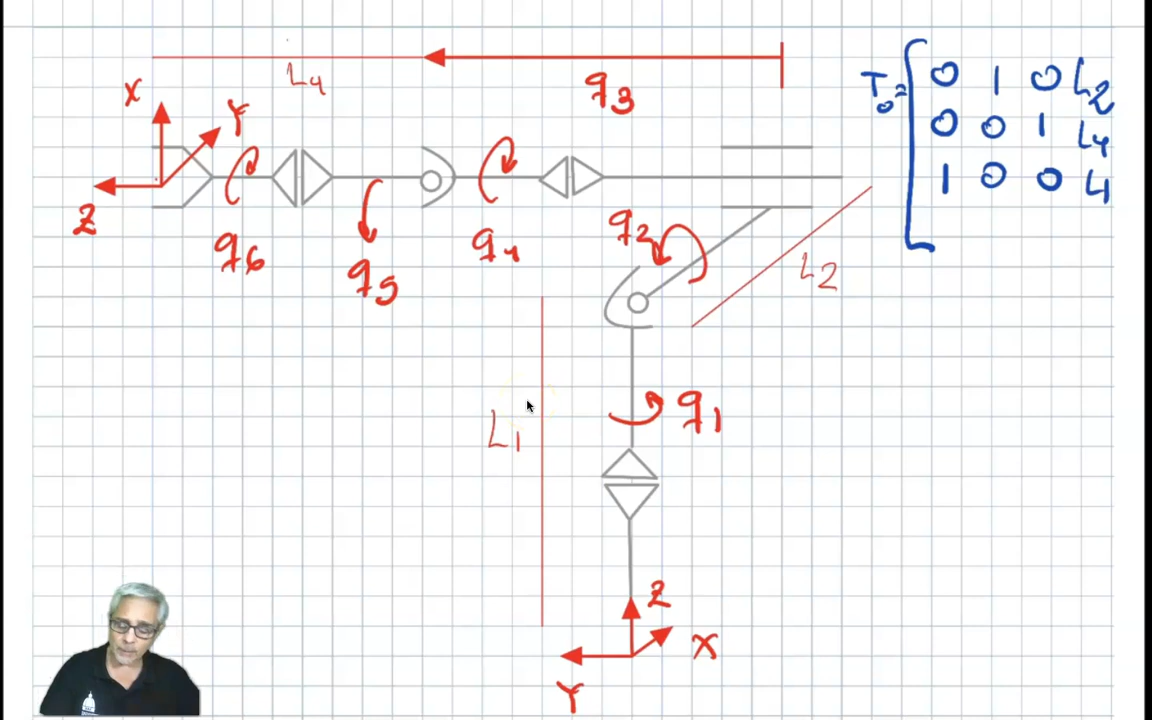 L4
q3
X
Y
Z
q6
q5
q4
q2
L2
L1
q1
Z
X
Y
T0=
0 1 0 L2
0 0 1 L4
1 0 0 L1